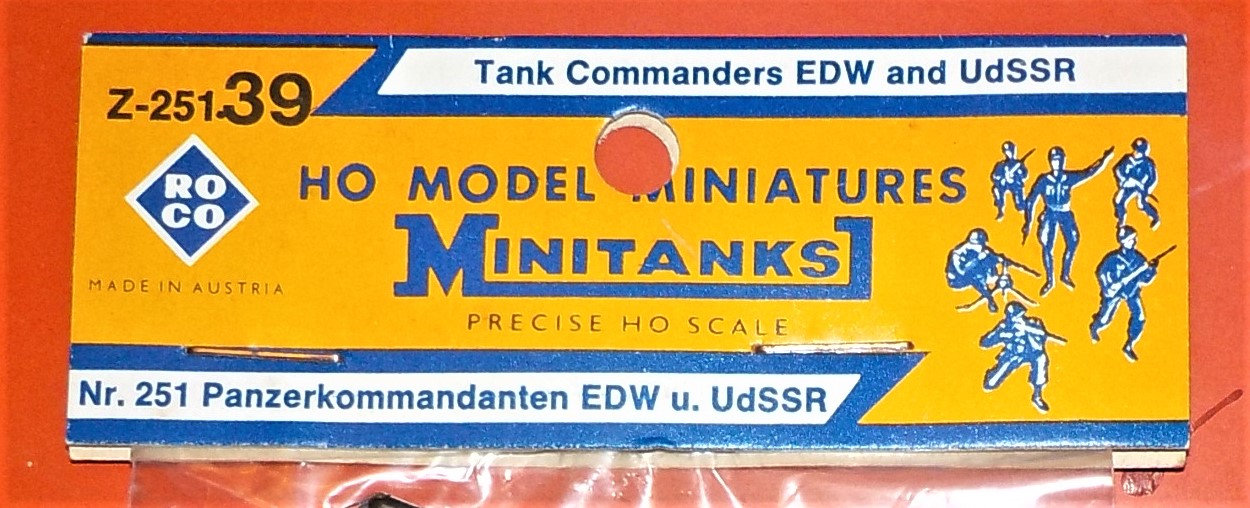 Tank Commanders EDW and UdSSR
Z-251.39
RO
CO
HO MODEL MINIATURES
MINITANKS
MADE IN AUSTRIA
PRECISE HO SCALE
Nr. 251 Panzerkommandanten EDW u. UdSSR